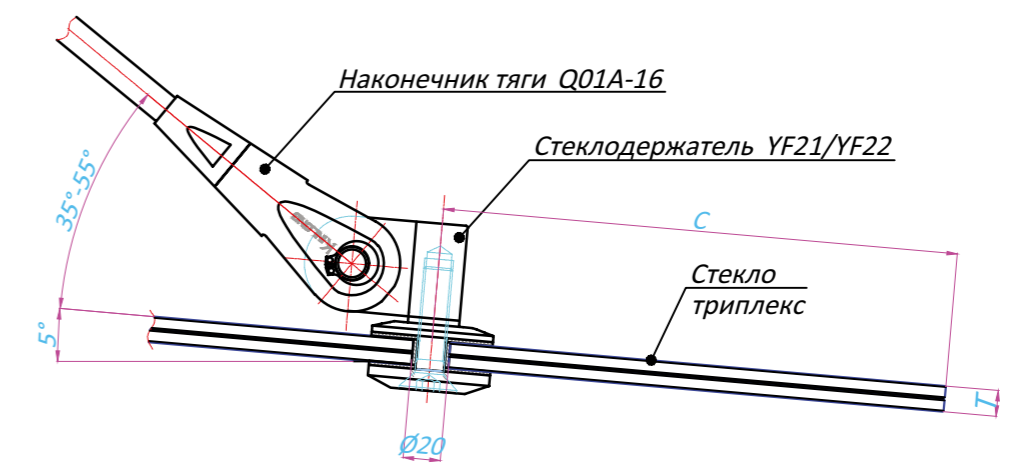 Наконечник тяги Q01A-16
Стеклодержатель YF21/YF22
35°-55°
C
Стекло
триплекс
5°
T
Ø20